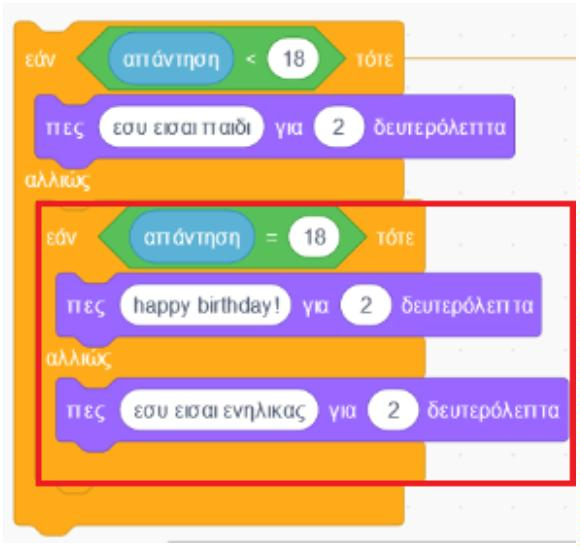 εάν απάντηση < 18 τότε
πες εσυ εισαι παιδι για 2 δευτερόλεπτα
αλλιώς
εάν απάντηση = 18 τότε
πες happy birthday! για 2 δευτερόλεπτα
αλλιώς
πες εσυ εισαι ενηλικας για 2 δευτερόλεπτα